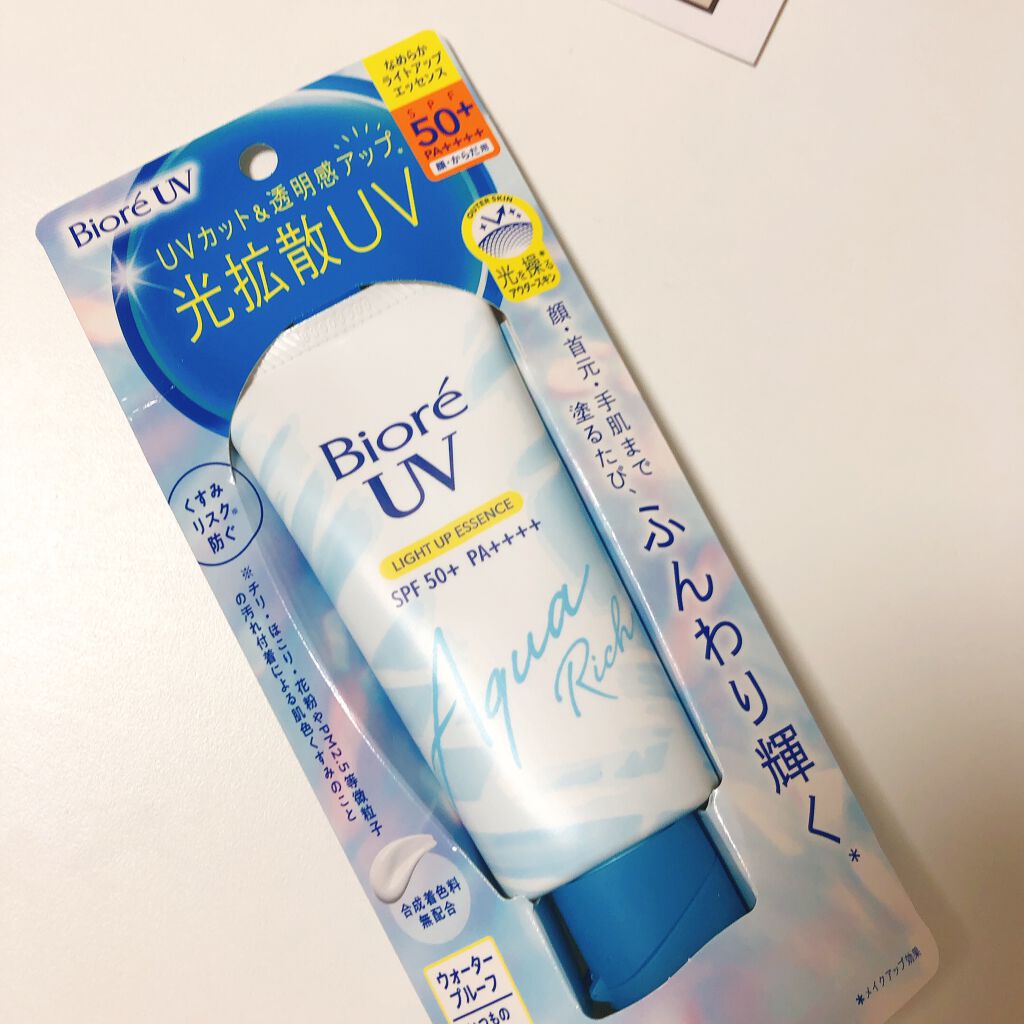 なめらか
ライトアップ
エッセンス
SPF
50+
PA++++
顔・からだ用
Bioré UV
UVカット&透明感アップ*
光拡散UV
OUTER SKIN
光を操る*
アウタースキン
顔・首元・手肌まで
塗るたび、
ふんわり輝く*
Bioré
UV
LIGHT UP ESSENCE
SPF 50+ PA++++
Aqua
Rich
くすみ
リスク※
防ぐ
※チリ・ほこり・花粉やPM2.5等微粒子
の汚れ付着による肌色くすみのこと
合成着色料
無配合
ウォーター
プルーフ
*メイクアップ効果